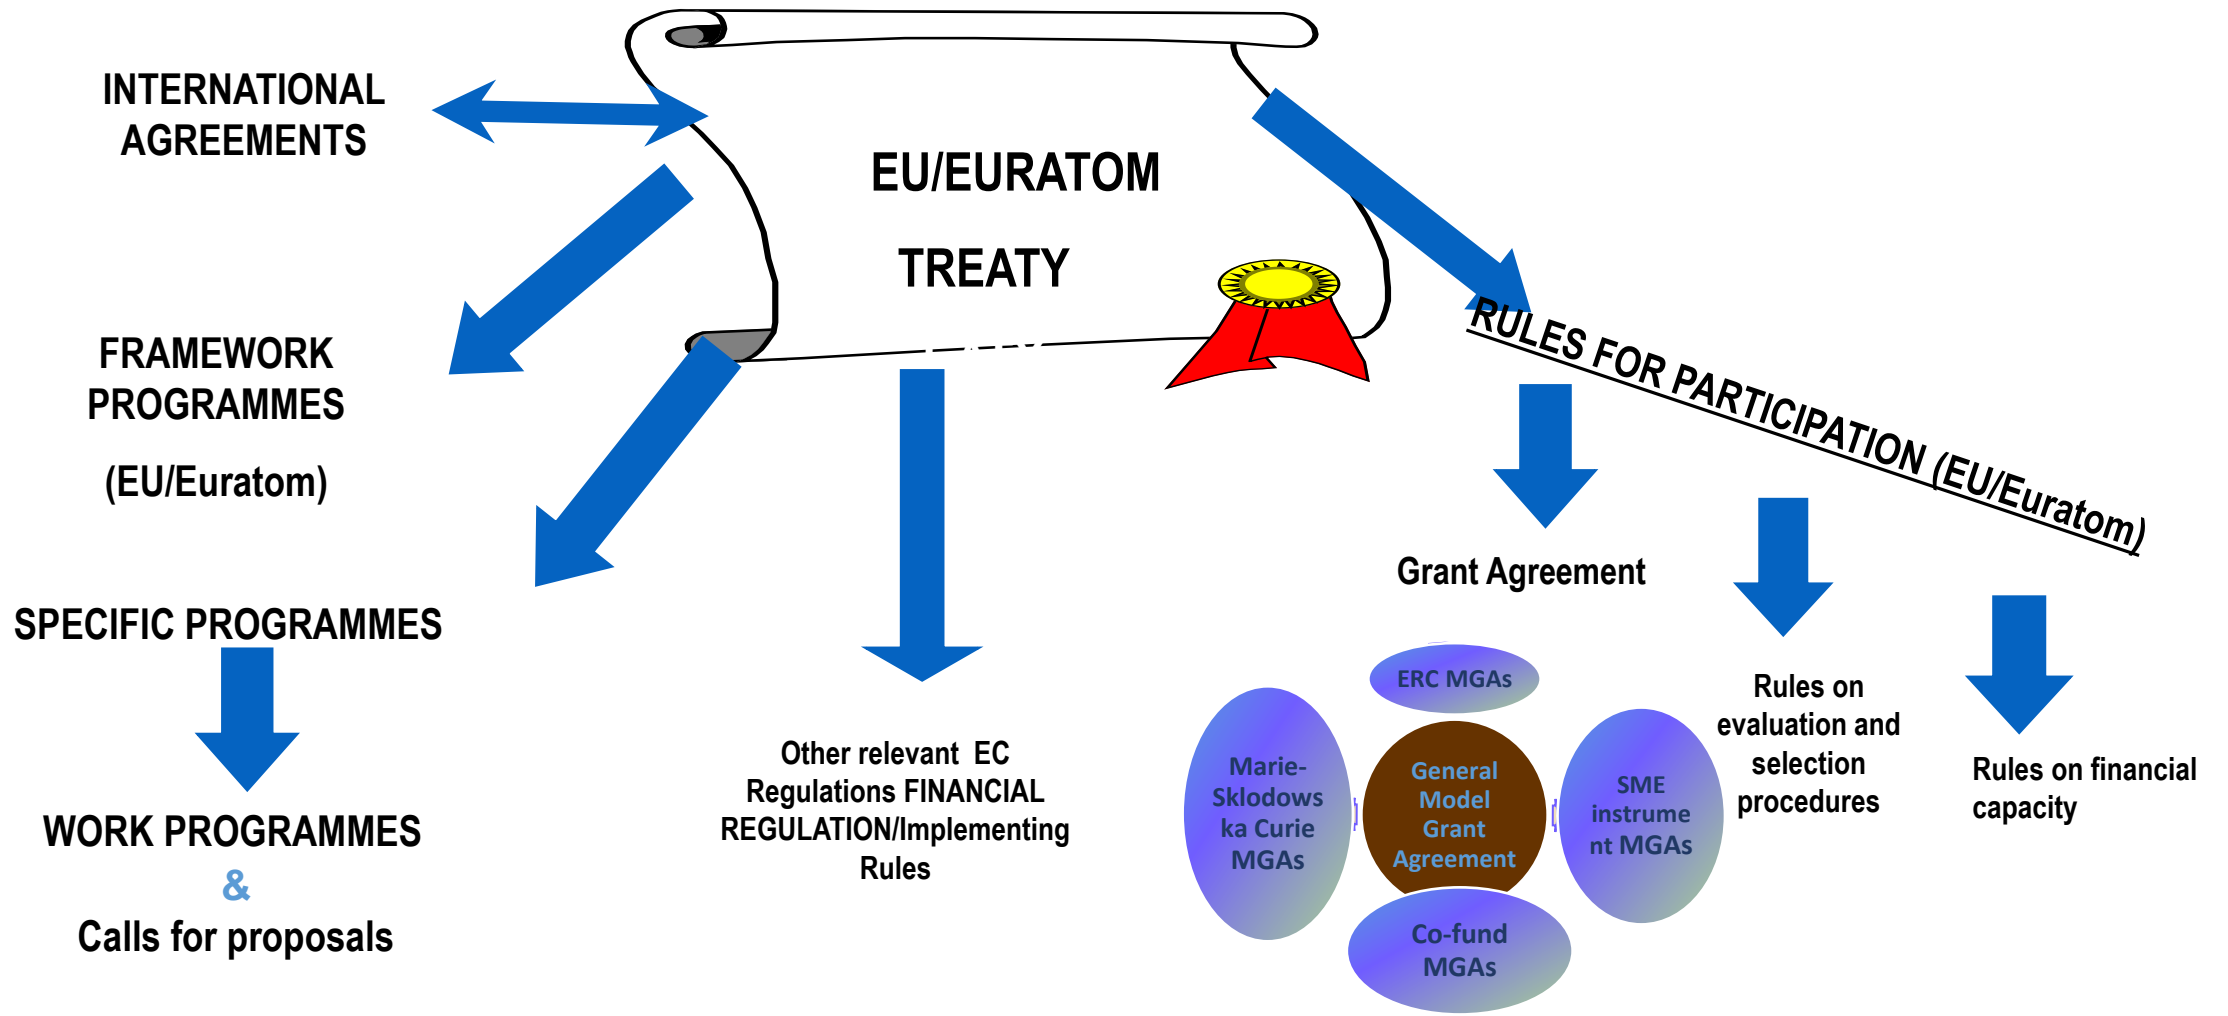 INTERNATIONAL
AGREEMENTS
EU/EURATOM
TREATY
FRAMEWORK
PROGRAMMES
(EU/Euratom)
RULES FOR PARTICIPATION (EU/Euratom)
SPECIFIC PROGRAMMES
WORK PROGRAMMES
&
Calls for proposals
Other relevant  EC
Regulations FINANCIAL
REGULATION/Implementing
Rules
Grant Agreement
ERC MGAs
Marie-
Sklodows
ka Curie
MGAs
General
Model
Grant
Agreement
SME
instrume
nt MGAs
Co-fund
MGAs
Rules on
evaluation and
selection
procedures
Rules on financial
capacity